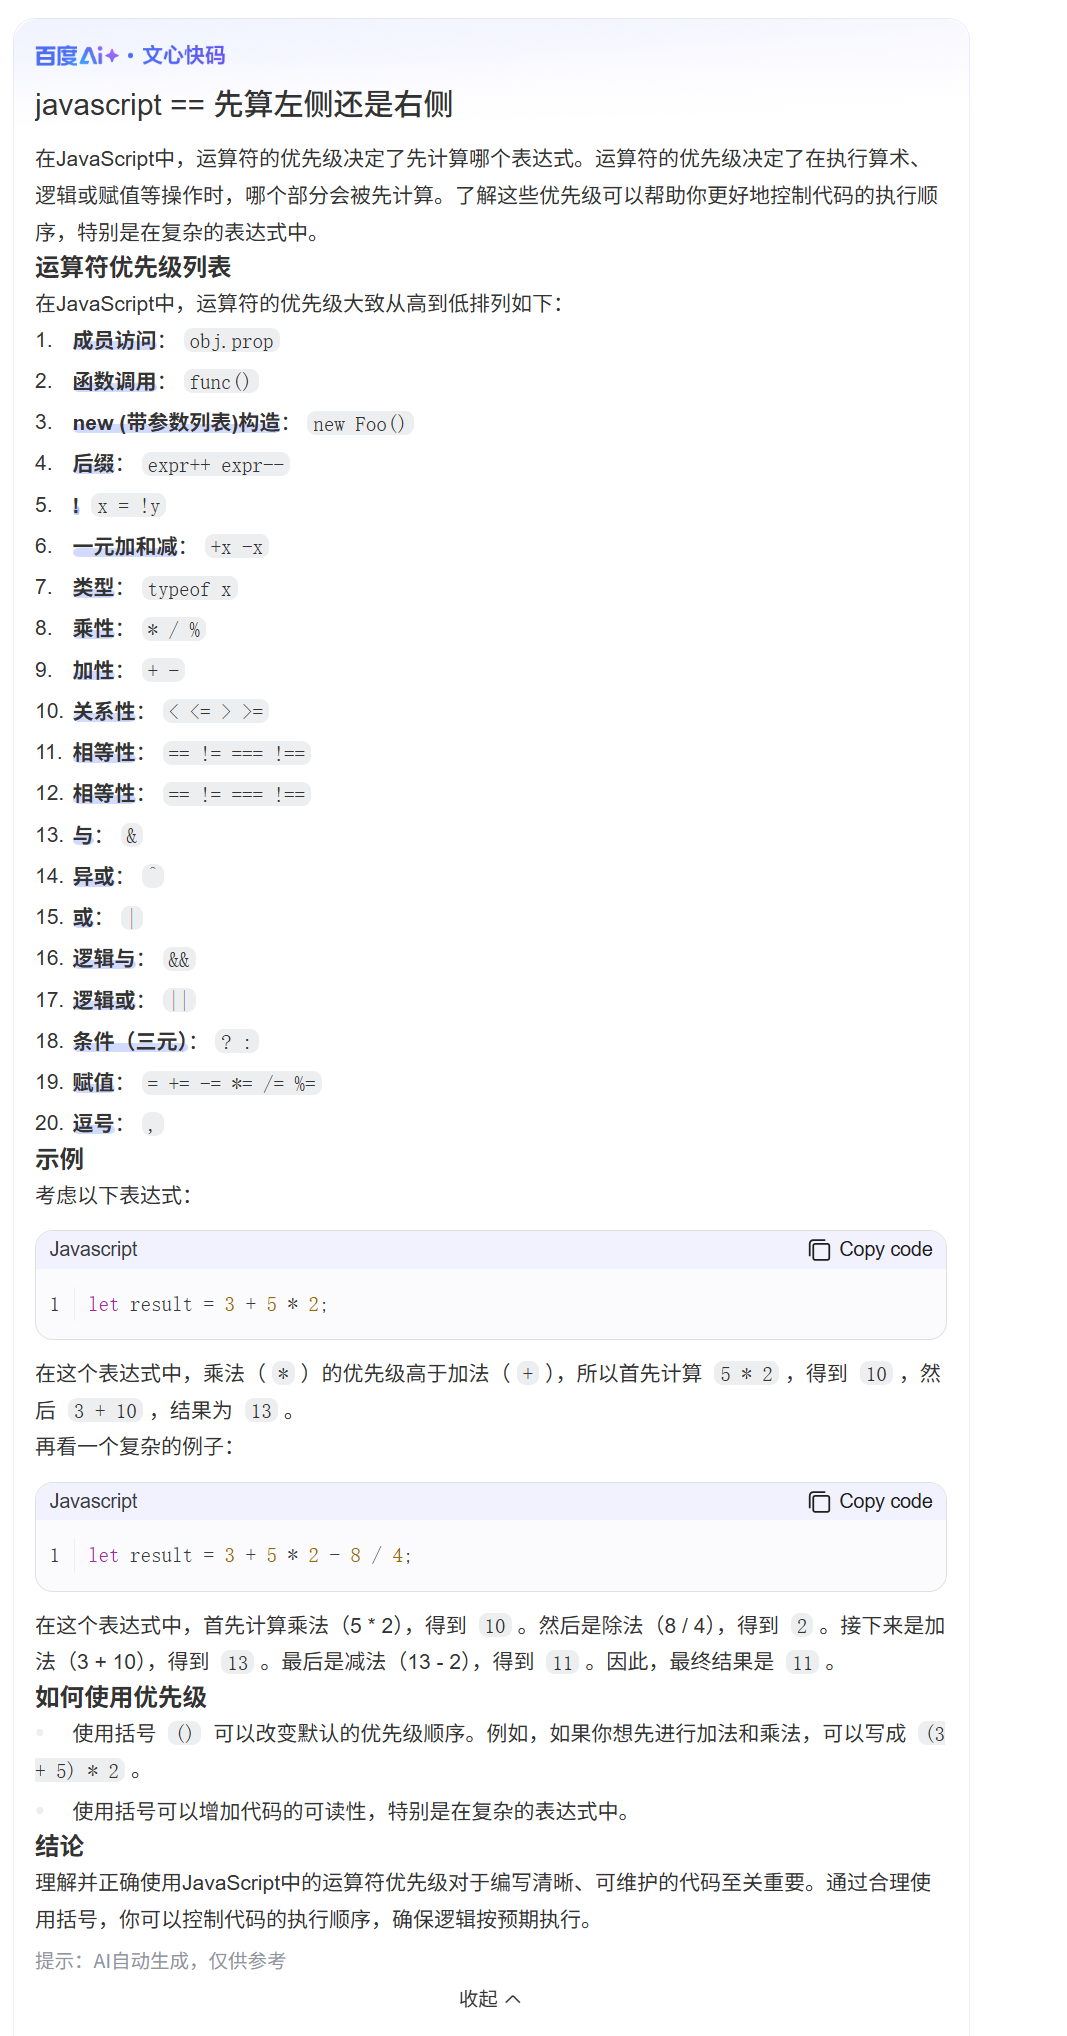 百度Ai · 文心快码
javascript == 先算左侧还是右侧
在JavaScript中，运算符的优先级决定了先计算哪个表达式。运算符的优先级决定了在执行算术、
逻辑或赋值等操作时，哪个部分会被先计算。了解这些优先级可以帮助你更好地控制代码的执行顺
序，特别是在复杂的表达式中。
运算符优先级列表
在JavaScript中，运算符的优先级大致从高到低排列如下：
1. 成员访问： obj.prop
2. 函数调用： func()
3. new (带参数列表)构造： new Foo()
4. 后缀： expr++ expr--
5. ! x = !y
6. 一元加和减： +x -x
7. 类型： typeof x
8. 乘性： * / %
9. 加性： + -
10. 关系性： < <= > >=
11. 相等性： == != === !==
12. 相等性： == != === !==
13. 与： &
14. 异或： ^
15. 或： |
16. 逻辑与： &&
17. 逻辑或： ||
18. 条件（三元）： ? :
19. 赋值： = += -= *= /= %=
20. 逗号： ,
示例
考虑以下表达式：
Javascript Copy code
1 let result = 3 + 5 * 2;
在这个表达式中，乘法（ * ）的优先级高于加法（ + ），所以首先计算 5 * 2 ，得到 10 ，然
后 3 + 10 ，结果为 13 。
再看一个复杂的例子：
Javascript Copy code
1 let result = 3 + 5 * 2 - 8 / 4;
在这个表达式中，首先计算乘法（5 * 2），得到 10 。然后是除法（8 / 4），得到 2 。接下来是加
法（3 + 10），得到 13 。最后是减法（13 - 2），得到 11 。因此，最终结果是 11 。
如何使用优先级
使用括号 () 可以改变默认的优先级顺序。例如，如果你想先进行加法和乘法，可以写成 (3
+ 5) * 2 。
使用括号可以增加代码的可读性，特别是在复杂的表达式中。
结论
理解并正确使用JavaScript中的运算符优先级对于编写清晰、可维护的代码至关重要。通过合理使
用括号，你可以控制代码的执行顺序，确保逻辑按预期执行。
提示：AI自动生成，仅供参考
收起